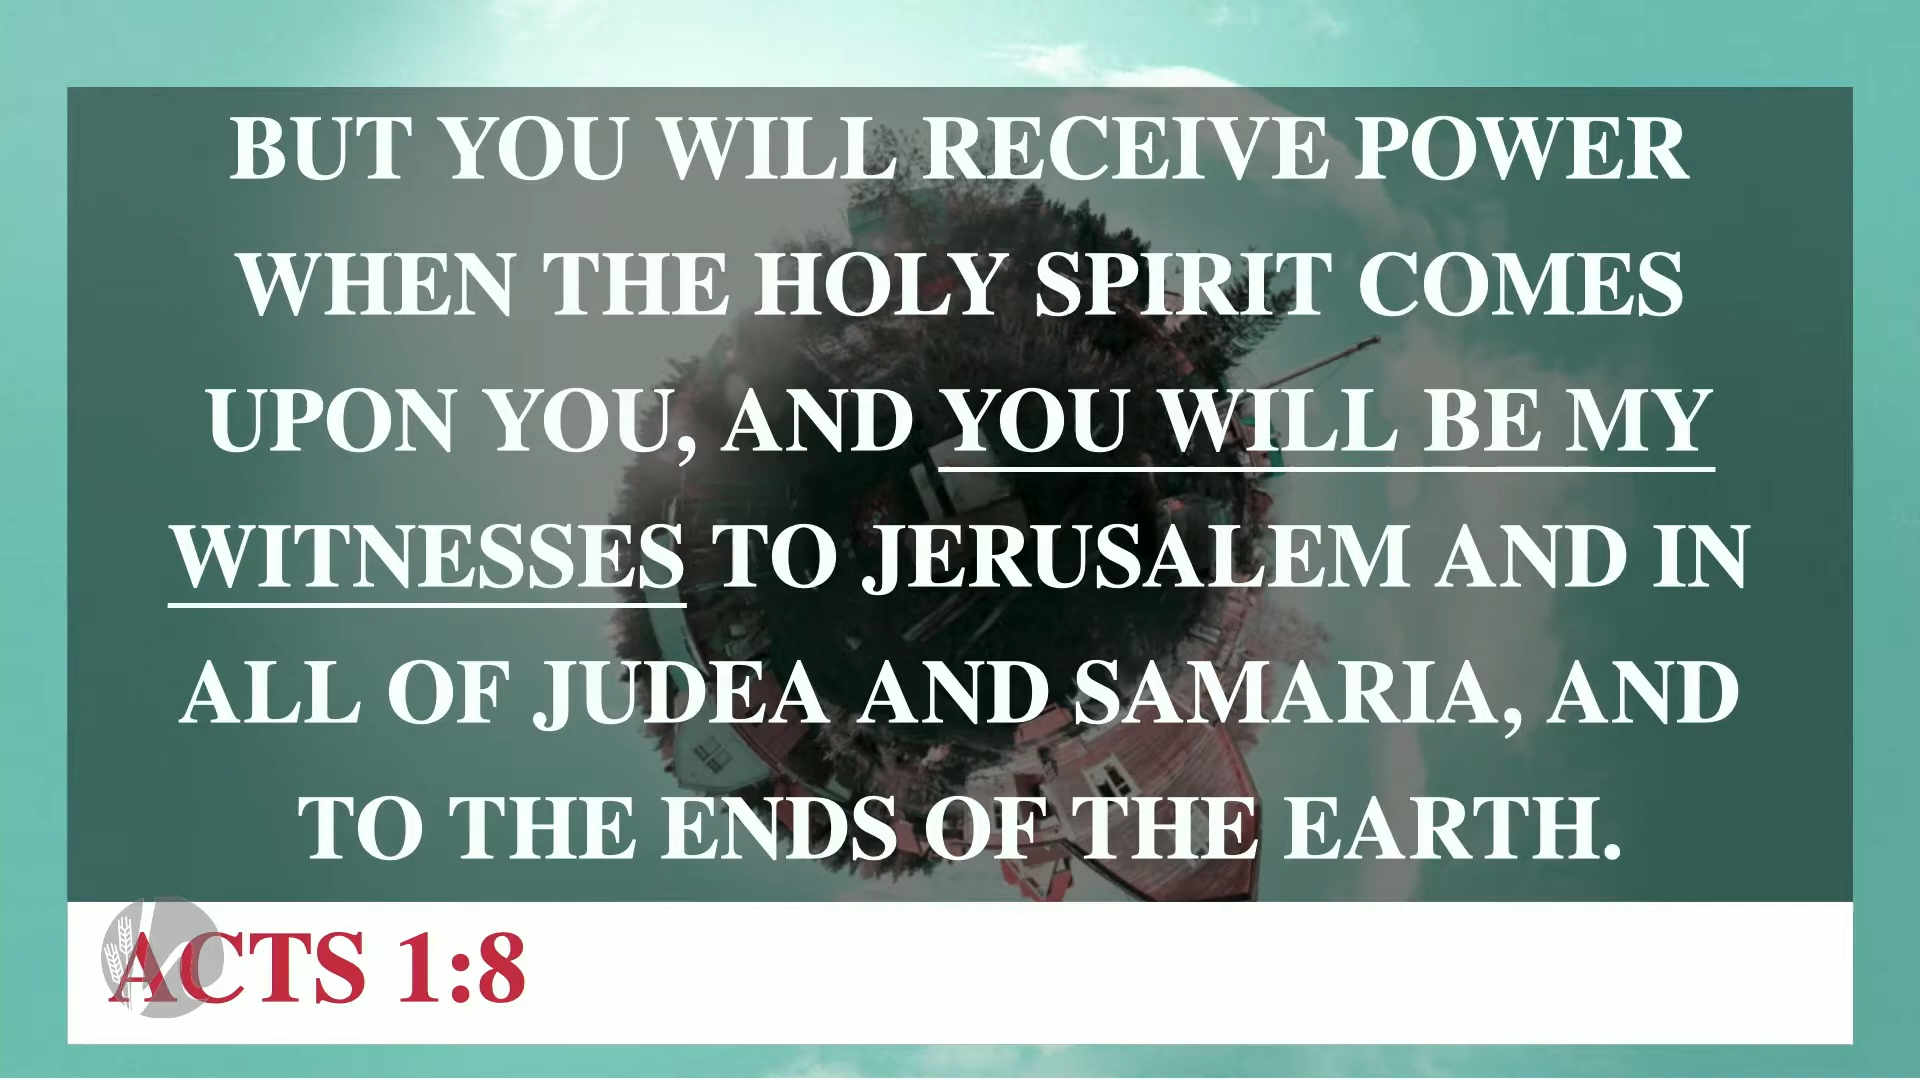 BUT YOU WILL RECEIVE POWER
WHEN THE HOLY SPIRIT COMES
UPON YOU, AND YOU WILL BE MY
WITNESSES TO JERUSALEM AND IN
ALL OF JUDEA AND SAMARIA, AND
TO THE ENDS OF THE EARTH.
ACTS 1:8